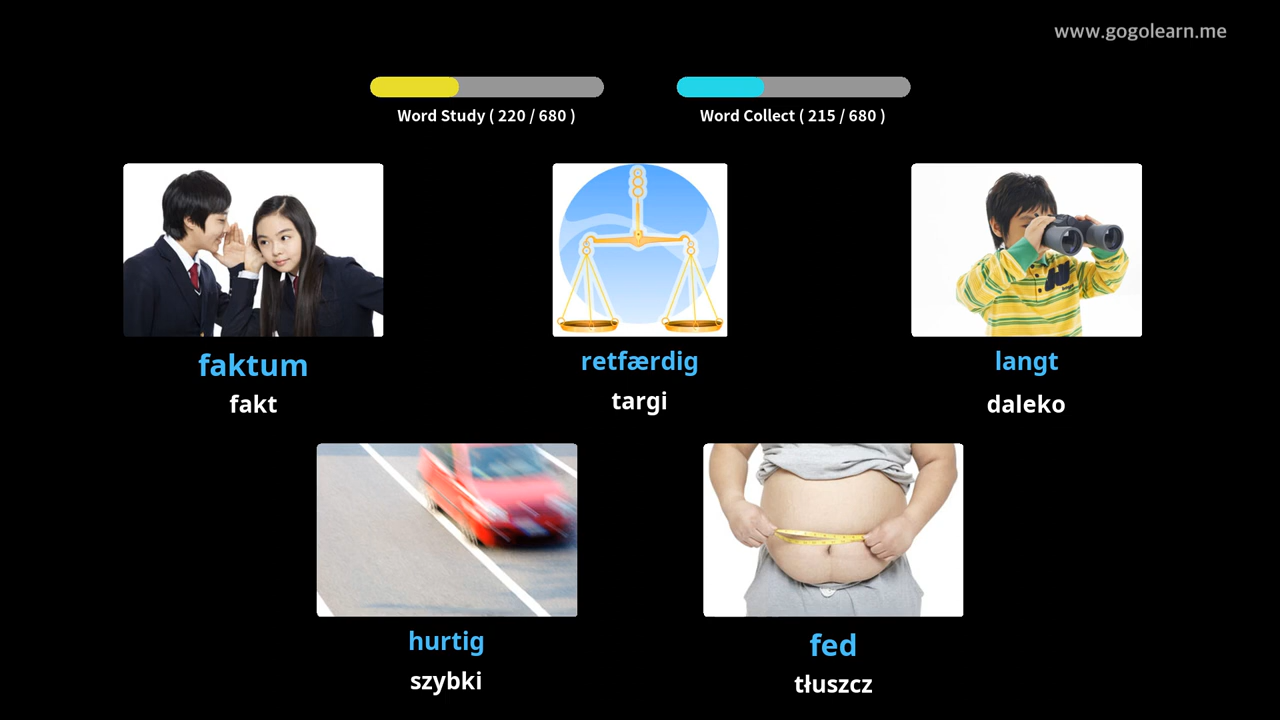 www.gogolearn.me
Word Study ( 220 / 680 )
Word Collect ( 215 / 680 )
faktum
fakt
retfærdig
targi
langt
daleko
hurtig
szybki
fed
tłuszcz